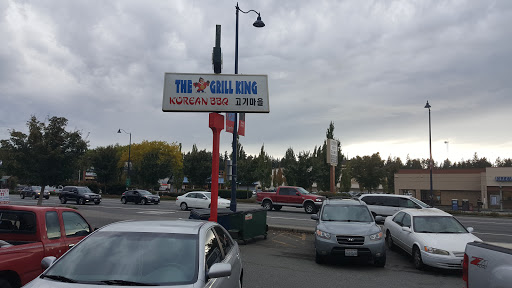 THE GRILL KING
KOREAN BBQ 고기마을